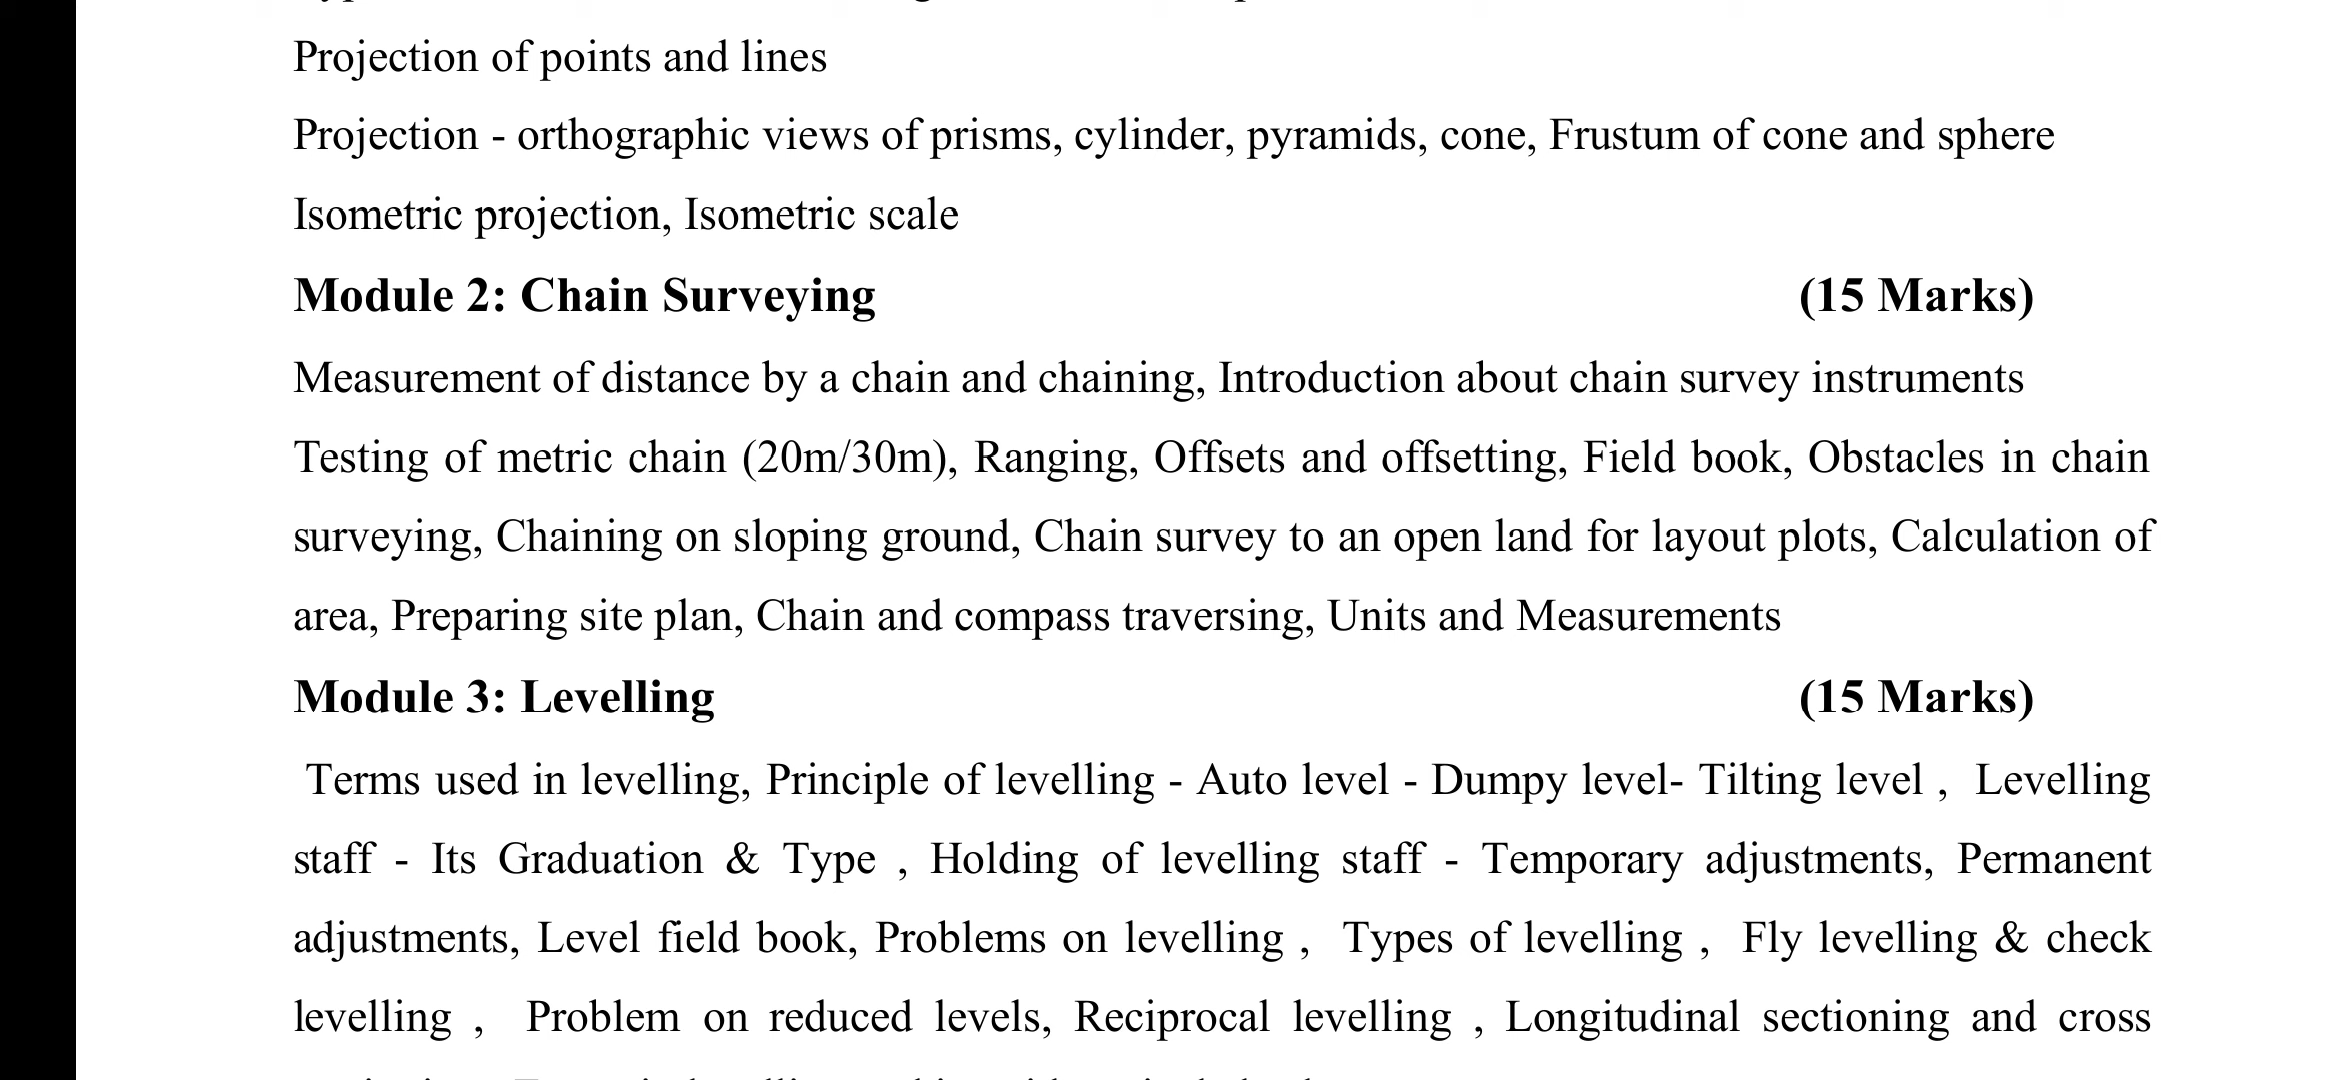 Projection of points and lines
Projection - orthographic views of prisms, cylinder, pyramids, cone, Frustum of cone and sphere
Isometric projection, Isometric scale
Module 2: Chain Surveying (15 Marks)
Measurement of distance by a chain and chaining, Introduction about chain survey instruments
Testing of metric chain (20m/30m), Ranging, Offsets and offsetting, Field book, Obstacles in chain
surveying, Chaining on sloping ground, Chain survey to an open land for layout plots, Calculation of
area, Preparing site plan, Chain and compass traversing, Units and Measurements
Module 3: Levelling (15 Marks)
Terms used in levelling, Principle of levelling - Auto level - Dumpy level- Tilting level , Levelling
staff - Its Graduation & Type , Holding of levelling staff - Temporary adjustments, Permanent
adjustments, Level field book, Problems on levelling , Types of levelling , Fly levelling & check
levelling , Problem on reduced levels, Reciprocal levelling , Longitudinal sectioning and cross